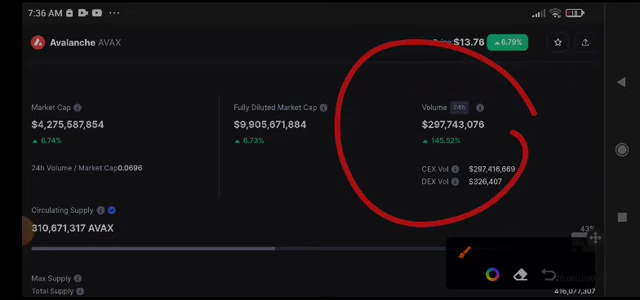 7:36 AM
Avalanche AVAX
Price: $13.76 6.79%
Market Cap
$4,275,587,854
6.74%
24h Volume / Market Cap 0.0696
Fully Diluted Market Cap
$9,905,671,884
6.73%
Volume 24h
$297,743,076
145.52%
CEX Vol $297,416,669
DEX Vol $326,407
Circulating Supply
310,671,317 AVAX
43%
Max Supply
Total Supply
416,077,307